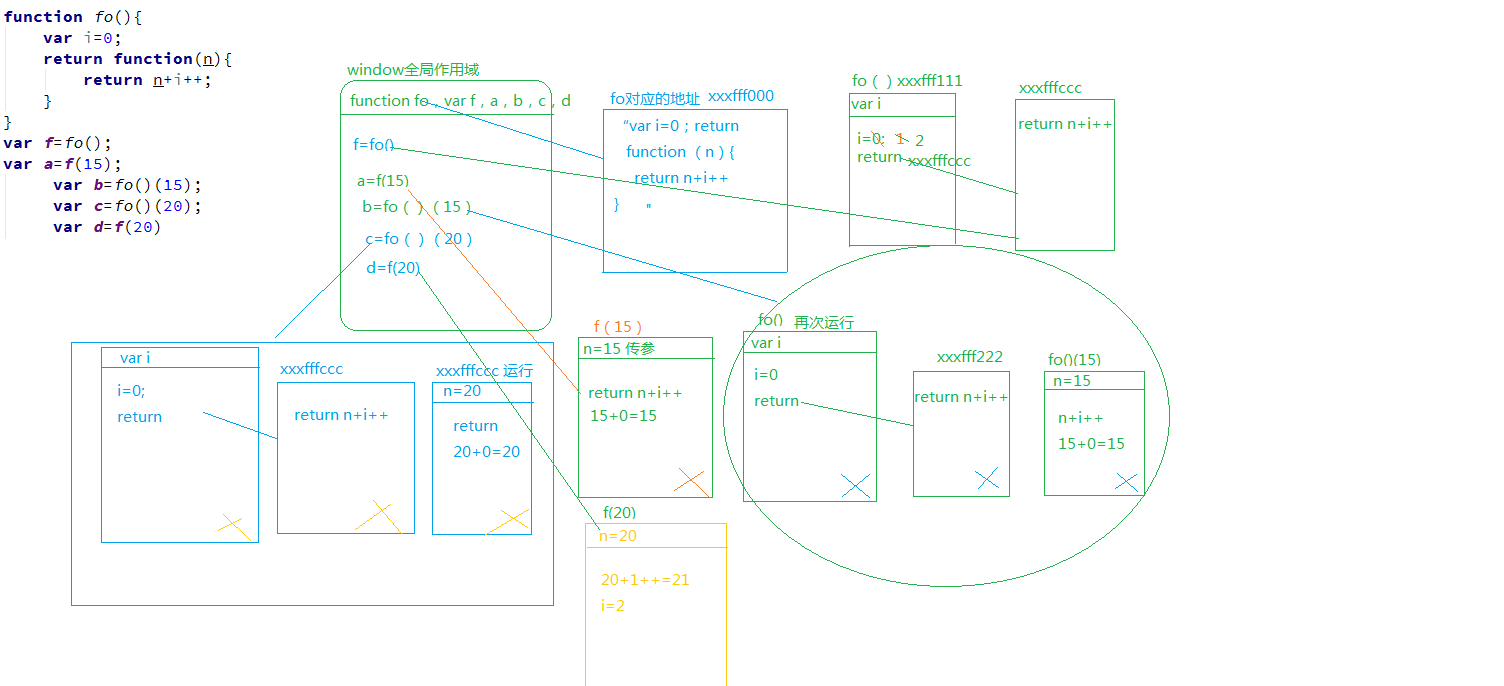 function fo(){
var i=0;
return function(n){
return n+i++;
}
}
var f=fo();
var a=f(15);
var b=fo()(15);
var c=fo()(20);
var d=f(20)
window全局作用域
function fo，var f，a，b，c，d
f=fo()
a=f(15)
b=fo（ ）（15 ）
c=fo（ ）（20 ）
d=f(20)
fo对应的地址 xxxfff000
“var i=0；return
function （n）{
return n+i++
} "
fo（ ）xxxfff111
var i
i=0; 1 2
return xxxfffccc
xxxfffccc
return n+i++
var i
i=0;
return
xxxfffccc
return n+i++
xxxfffccc 运行
n=20
return
20+0=20
f（15 ）
n=15 传参
return n+i++
15+0=15
f(20)
n=20
20+1++=21
i=2
fo() 再次运行
var i
i=0
return
xxxfff222
return n+i++
fo()(15)
n=15
n+i++
15+0=15